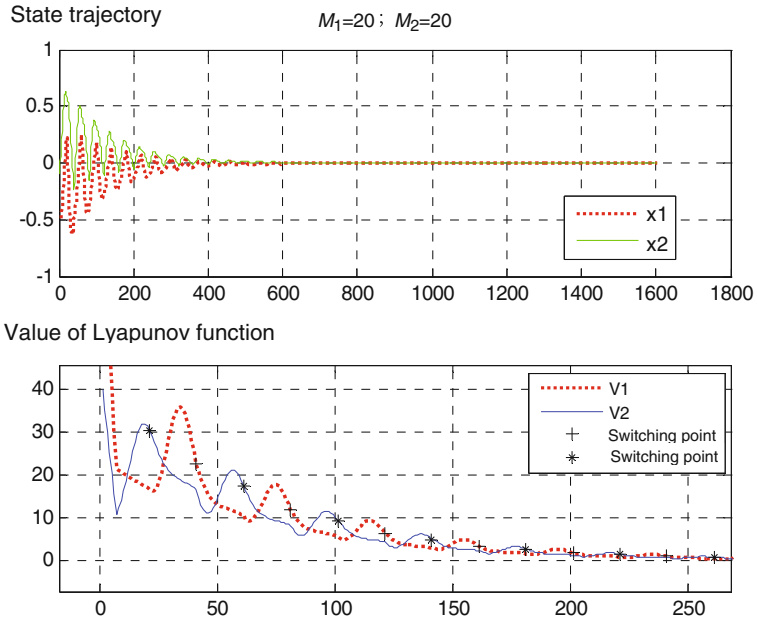 State trajectory
M1=20 ; M2=20
1
0.5
0
-0.5
-1
x1
x2
0 200 400 600 800 1000 1200 1400 1600 1800
Value of Lyapunov function
40
30
20
10
0
V1
V2
Switching point
Switching point
0 50 100 150 200 250